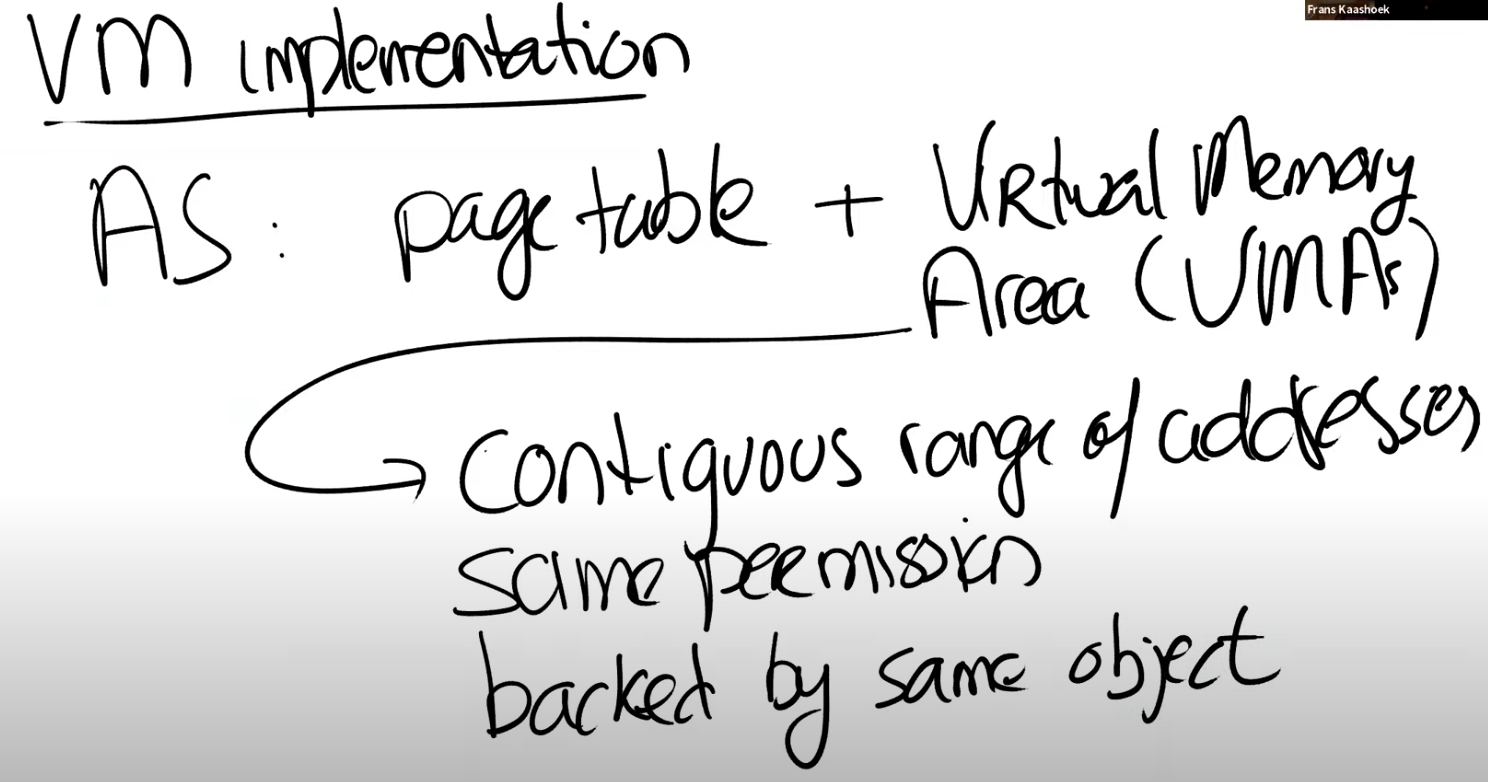 Frans Kaashoek
VM implementation
AS: page table + Virtual Memory
Area (VMAs)
contiguous range of addresses
same permission
backed by same object